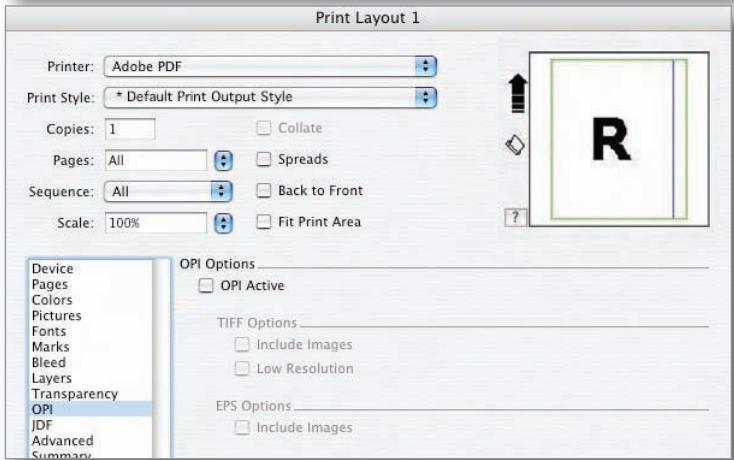 Print Layout 1
Printer: Adobe PDF
Print Style: * Default Print Output Style
Copies: 1 Collate
Pages: All Spreads
Sequence: All Back to Front
Scale: 100% Fit Print Area
R
?
Device
Pages
Colors
Pictures
Fonts
Marks
Bleed
Layers
Transparency
OPI
JDF
Advanced
Summary
OPI Options
OPI Active
TIFF Options
Include Images
Low Resolution
EPS Options
Include Images